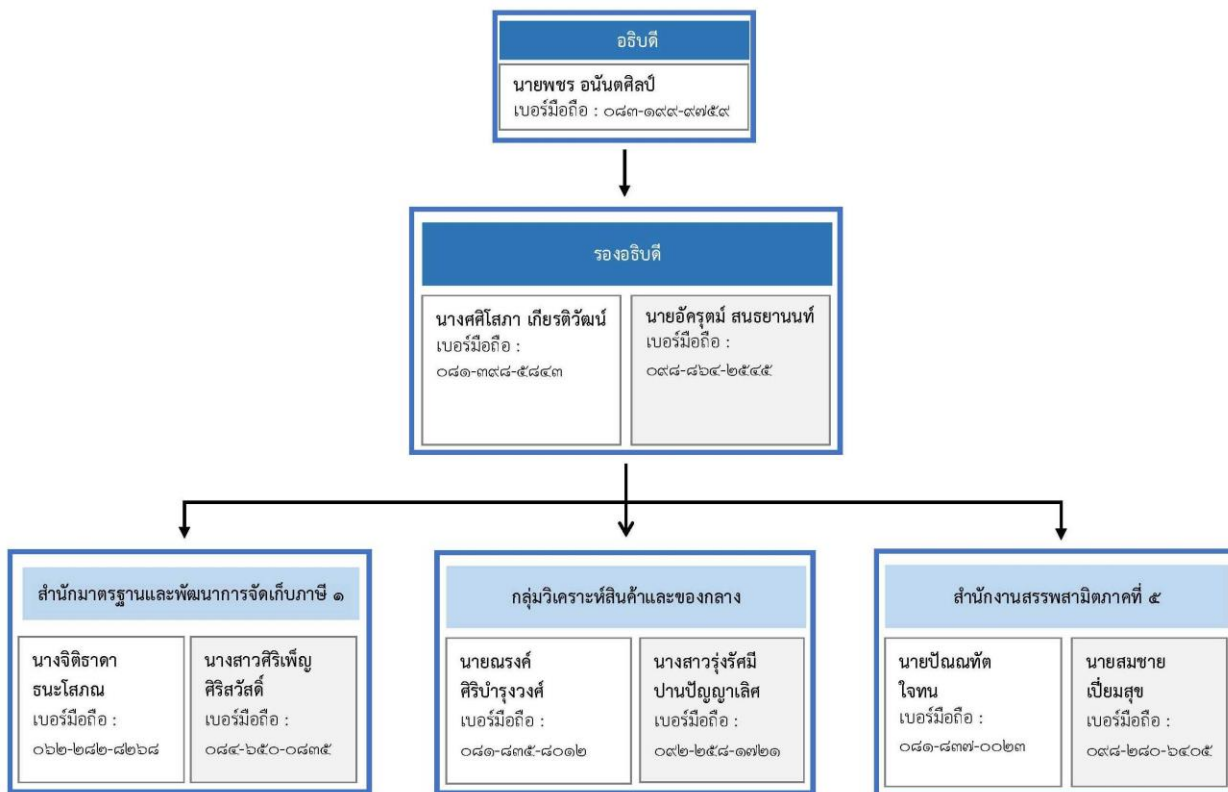 อธิบดี
นายพชร อนันตศิลป์
เบอร์มือถือ : ๐๘๓-๑๙๙-๙๗๕๙
รองอธิบดี
นางศศิโสภา เกียรติวัฒน์
เบอร์มือถือ :
๐๘๑-๓๙๘-๕๘๔๓
นายอัครุตม์ สนธยานนท์
เบอร์มือถือ :
๐๙๘-๘๖๔-๒๕๔๕
สำนักมาตรฐานและพัฒนาการจัดเก็บภาษี ๑
นางจิติธาดา
ธนะโสภณ
เบอร์มือถือ :
๐๖๒-๒๘๒-๘๒๖๘
นางสาวศิริเพ็ญ
ศิริสวัสดิ์
เบอร์มือถือ :
๐๘๔-๖๕๐-๐๘๓๕
กลุ่มวิเคราะห์สินค้าและของกลาง
นายณรงค์
ศิริบำรุงวงศ์
เบอร์มือถือ :
๐๘๑-๘๓๕-๘๐๑๒
นางสาวรุ่งรัศมี
ปานปัญญาเลิศ
เบอร์มือถือ :
๐๙๒-๒๕๘-๑๗๒๑
สำนักงานสรรพสามิตภาคที่ ๕
นายปัณณทัต
ใจทน
เบอร์มือถือ :
๐๘๑-๘๓๗-๐๐๒๓
นายสมชาย
เปี่ยมสุข
เบอร์มือถือ :
๐๙๘-๒๘๐-๖๔๐๕